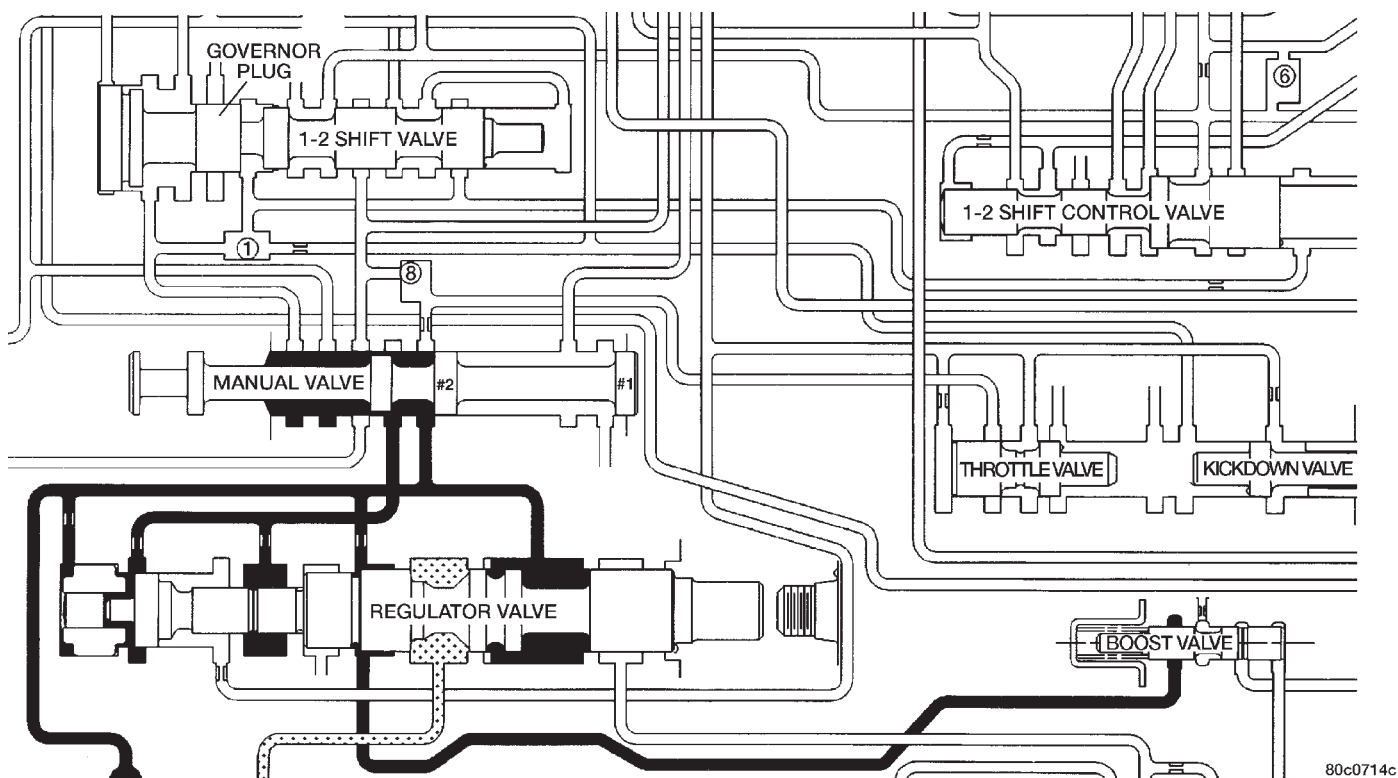 GOVERNOR
PLUG
6
1-2 SHIFT VALVE
1-2 SHIFT CONTROL VALVE
1
8
MANUAL VALVE
#2
#1
THROTTLE VALVE
KICKDOWN VALVE
REGULATOR VALVE
BOOST VALVE
80c0714c